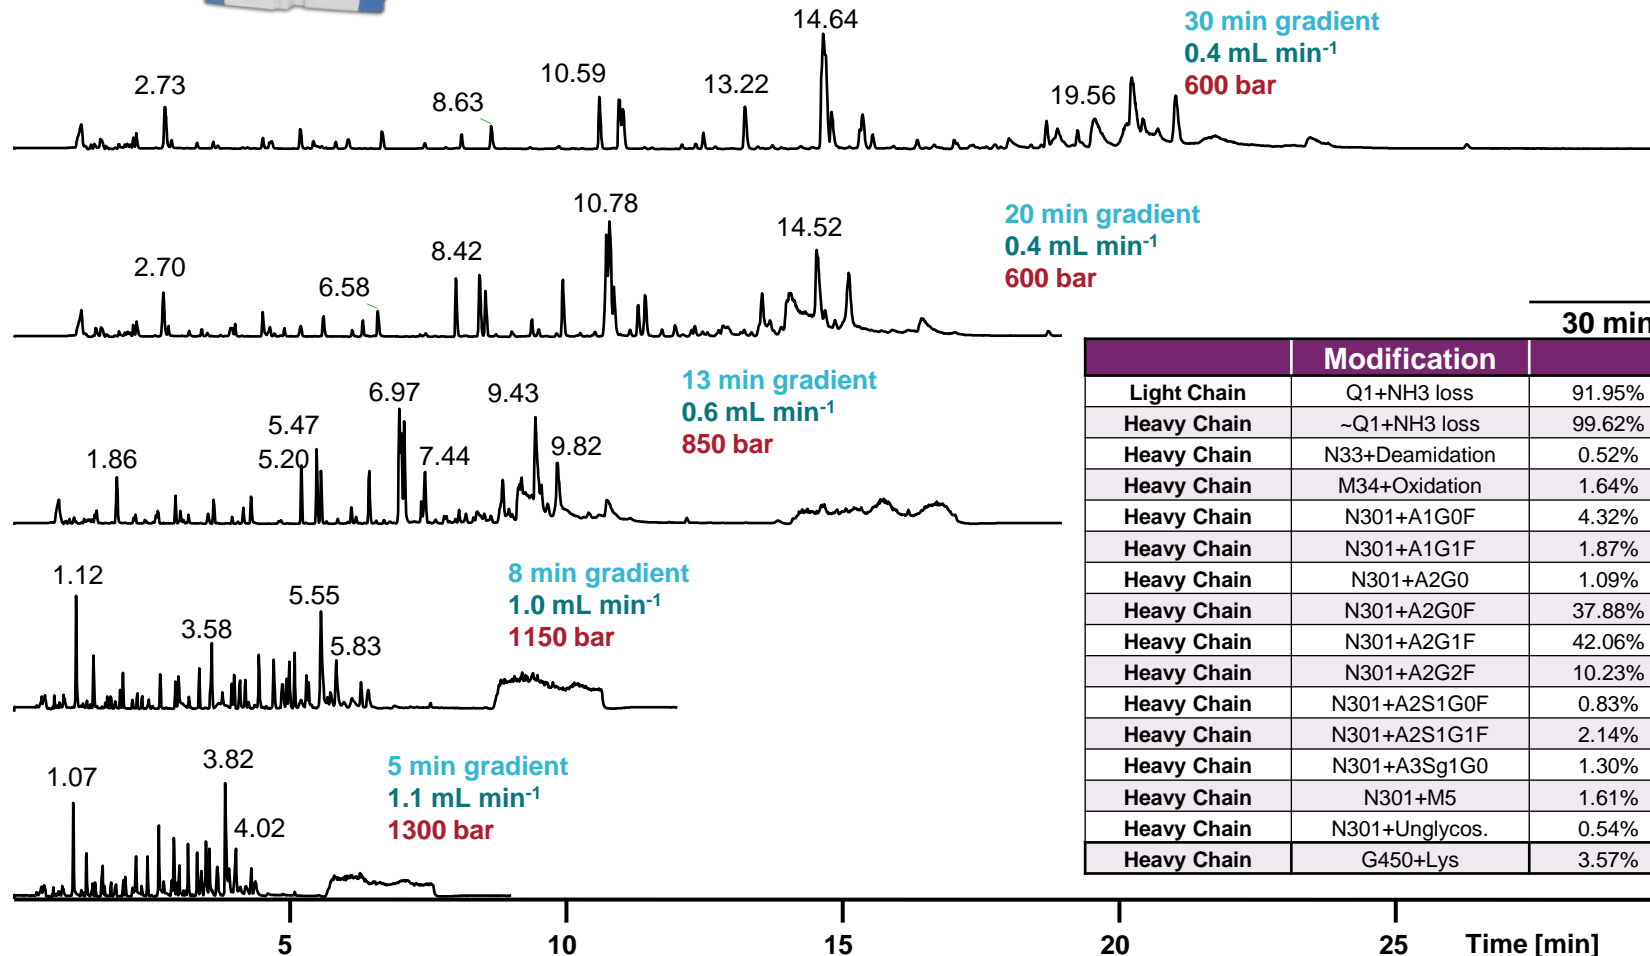 14.64
30 min gradient
0.4 mL min⁻¹
600 bar
2.73
8.63
10.59
13.22
19.56
10.78
20 min gradient
0.4 mL min⁻¹
600 bar
2.70
6.58
8.42
14.52
30 min
Modification
Light Chain Q1+NH3 loss 91.95%
Heavy Chain ~Q1+NH3 loss 99.62%
Heavy Chain N33+Deamidation 0.52%
Heavy Chain M34+Oxidation 1.64%
Heavy Chain N301+A1G0F 4.32%
Heavy Chain N301+A1G1F 1.87%
Heavy Chain N301+A2G0 1.09%
Heavy Chain N301+A2G0F 37.88%
Heavy Chain N301+A2G1F 42.06%
Heavy Chain N301+A2G2F 10.23%
Heavy Chain N301+A2S1G0F 0.83%
Heavy Chain N301+A2S1G1F 2.14%
Heavy Chain N301+A3Sg1G0 1.30%
Heavy Chain N301+M5 1.61%
Heavy Chain N301+Unglycos. 0.54%
Heavy Chain G450+Lys 3.57%
13 min gradient
0.6 mL min⁻¹
850 bar
1.86
5.47
5.20
6.97
7.44
9.43
9.82
8 min gradient
1.0 mL min⁻¹
1150 bar
1.12
3.58
5.55
5.83
5 min gradient
1.1 mL min⁻¹
1300 bar
1.07
3.82
4.02
5 10 15 20 25 Time [min]